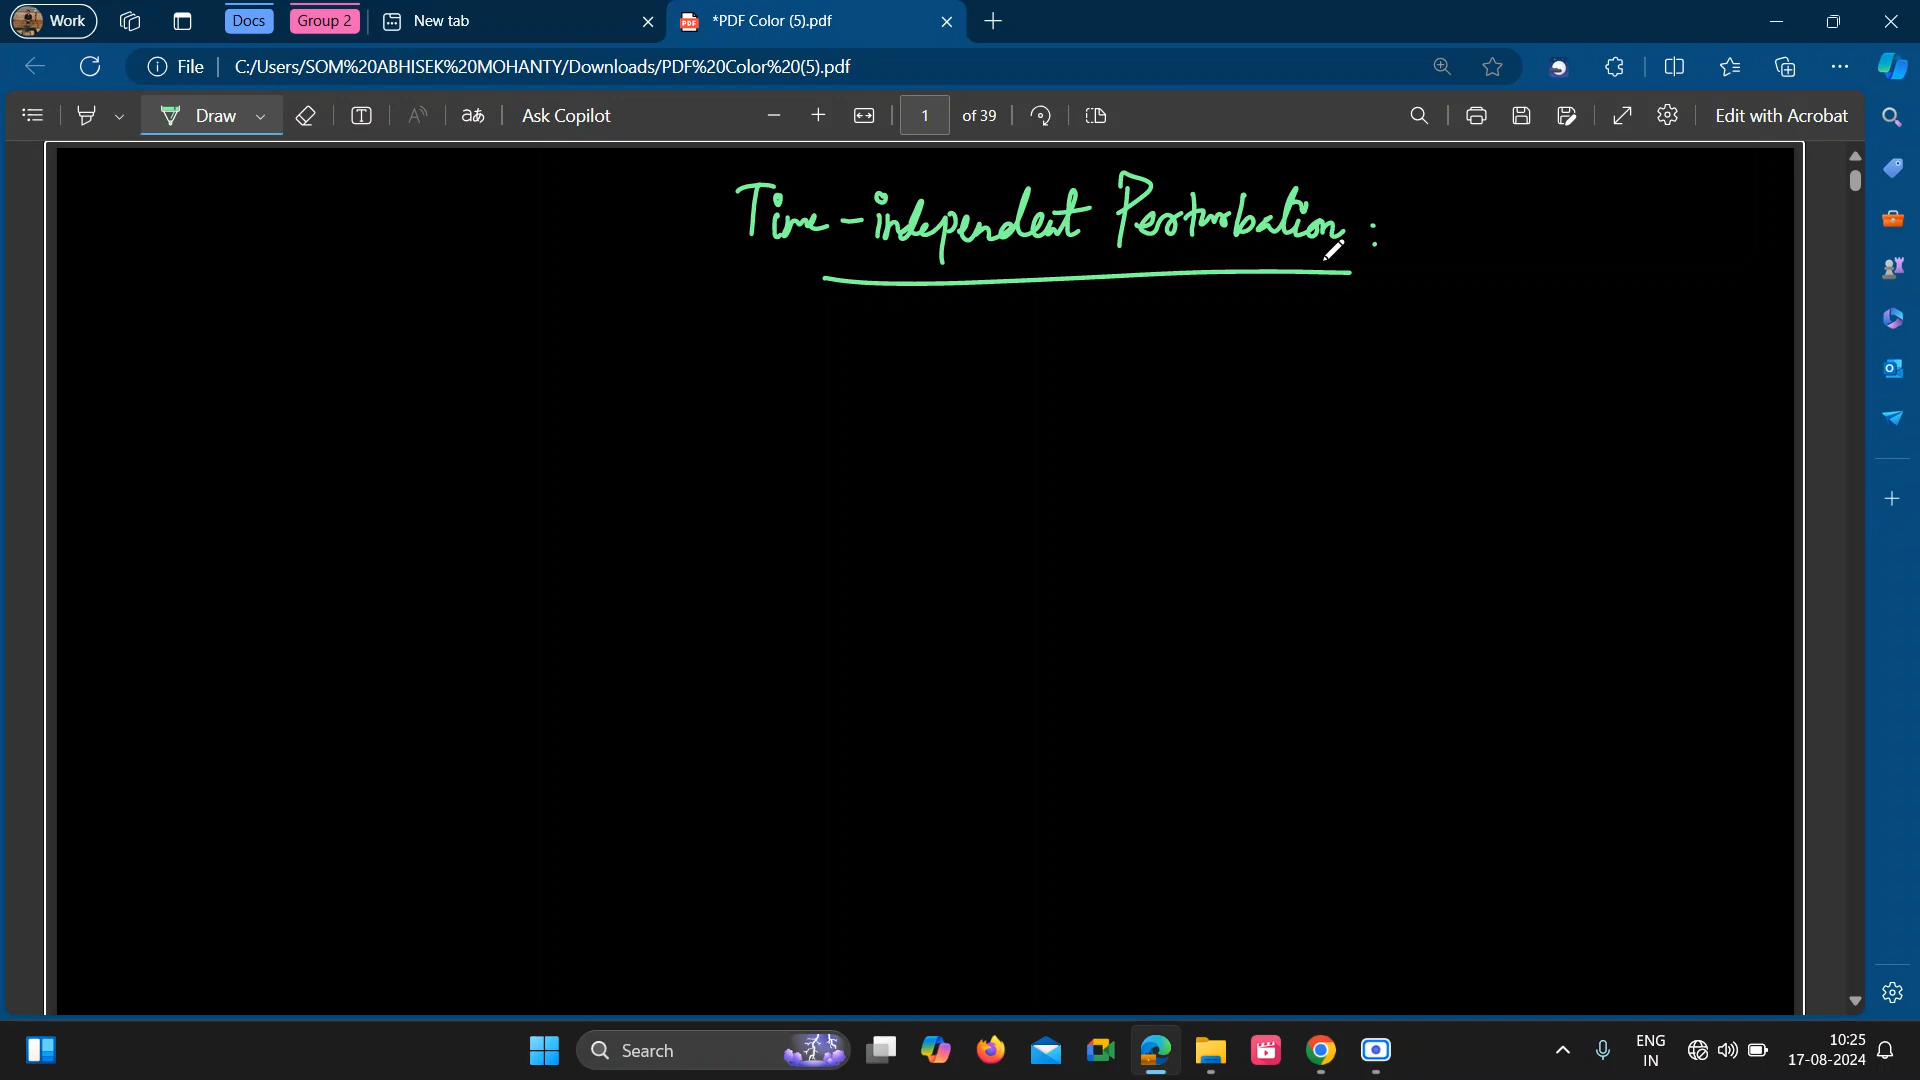 Work
Docs
Group 2
New tab
*PDF Color (5).pdf
File
C:/Users/SOM%20ABHISEK%20MOHANTY/Downloads/PDF%20Color%20(5).pdf
Draw
aあ
Ask Copilot
1 of 39
Edit with Acrobat
Time-independent Perturbation :
Search
ENG
IN
10:25
17-08-2024